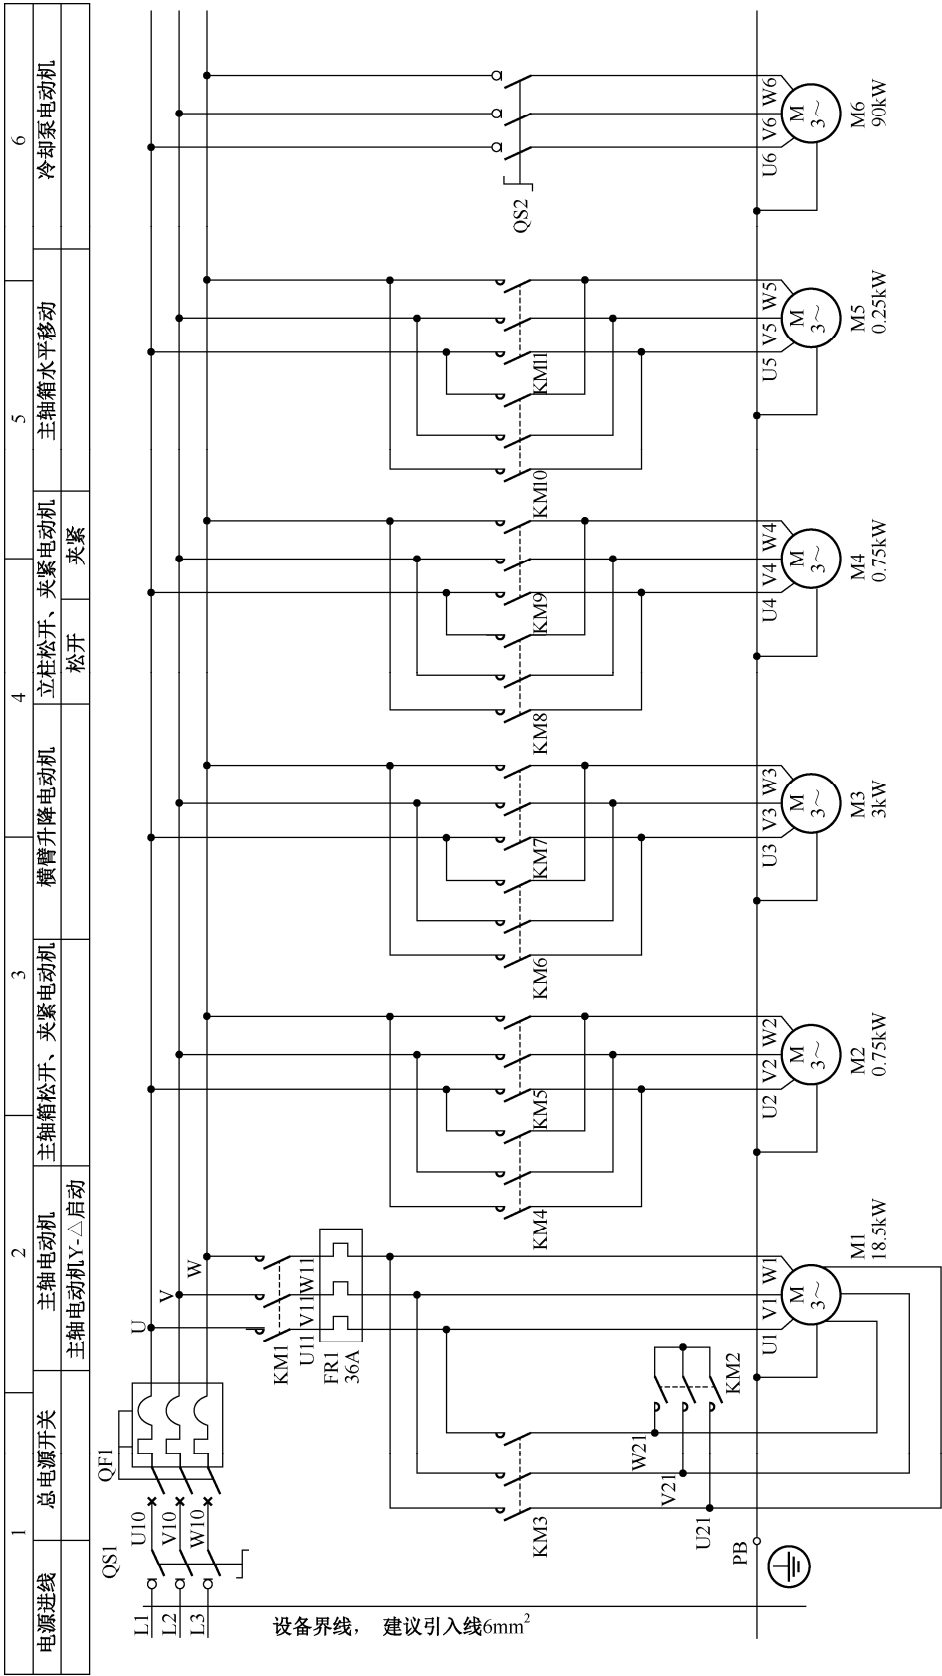 1
2
3
4
5
6
电源进线
总电源开关
主轴电动机
主轴箱松开、夹紧电动机
横臂升降电动机
立柱松开、夹紧电动机
主轴箱水平移动
冷却泵电动机
主轴电动机Y-△启动
松开
夹紧
QS1
QF1
L1
L2
L3
U10
V10
W10
U
V
W
KM1
U11
V11
W11
FR1
36A
KM3
KM2
W21
V21
U21
KM4
KM5
KM6
KM7
KM8
KM9
KM10
KM11
QS2
PB
U1
V1
W1
M
3～
M1
18.5kW
U2
V2
W2
M
3～
M2
0.75kW
U3
V3
W3
M
3～
M3
3kW
U4
V4
W4
M
3～
M4
0.75kW
U5
V5
W5
M
3～
M5
0.25kW
U6
V6
W6
M
3～
M6
90kW
设备界线， 建议引入线6mm²